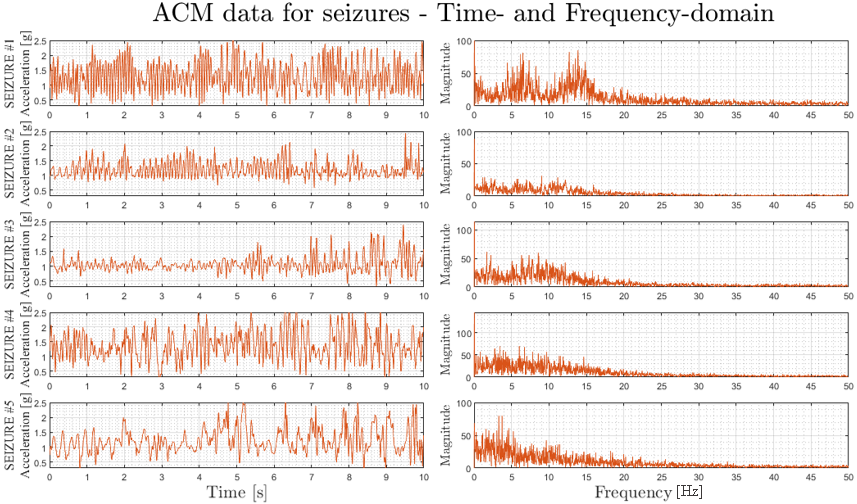 ACM data for seizures - Time- and Frequency-domain
SEIZURE #1
Acceleration [g]
2.5
2
1.5
1
0.5
0 1 2 3 4 5 6 7 8 9 10
Magnitude
100
50
0
0 5 10 15 20 25 30 35 40 45 50
SEIZURE #2
Acceleration [g]
2.5
2
1.5
1
0.5
0 1 2 3 4 5 6 7 8 9 10
Magnitude
100
50
0
0 5 10 15 20 25 30 35 40 45 50
SEIZURE #3
Acceleration [g]
2
1.5
1
0.5
0 1 2 3 4 5 6 7 8 9 10
Magnitude
100
50
0
0 5 10 15 20 25 30 35 40 45 50
SEIZURE #4
Acceleration [g]
2.5
2
1.5
1
0 1 2 3 4 5 6 7 8 9 10
Magnitude
100
50
0
0 5 10 15 20 25 30 35 40 45 50
SEIZURE #5
Acceleration [g]
2.5
2
1.5
1
0.5
0 1 2 3 4 5 6 7 8 9 10
Time [s]
Magnitude
100
50
0
0 5 10 15 20 25 30 35 40 45 50
Frequency [Hz]